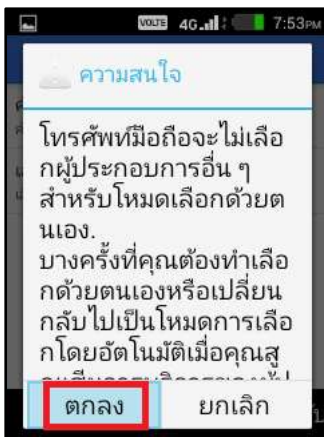 VOLTE 4G 7:53PM
ความสนใจ
โทรศัพท์มือถือจะไม่เลือ
กผู้ประกอบการอื่น ๆ
สำหรับโหมดเลือกด้วยต
นเอง.
บางครั้งที่คุณต้องทำเลือ
กด้วยตนเองหรือเปลี่ยน
กลับไปเป็นโหมดการเลือ
กโดยอัตโนมัติเมื่อคุณสู
ตกลง ยกเลิก